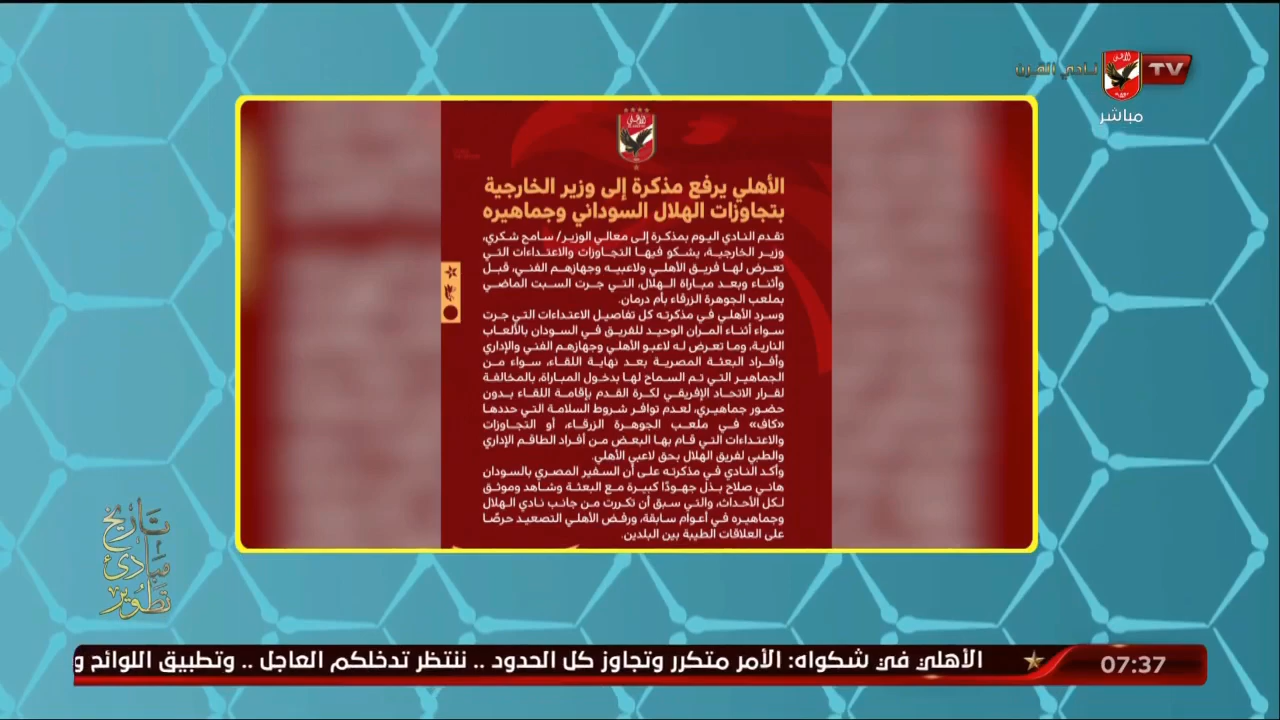 نادي القرن
TV
مباشر
الأهلي يرفع مذكرة إلى وزير الخارجية
بتجاوزات الهلال السوداني وجماهيره
تقدم النادي اليوم بمذكرة إلى معالي الوزير/ سامح شكري،
وزير الخارجية، يشكو فيها التجاوزات والاعتداءات التي
تعرض لها فريق الأهلي ولاعبيه وجهازهم الفني، قبل
وأثناء وبعد مباراة الهلال، التي جرت السبت الماضي
بملعب الجوهرة الزرقاء بأم درمان.
وسرد الأهلي في مذكرته كل تفاصيل الاعتداءات التي جرت
سواء أثناء المران الوحيد للفريق في السودان بالألعاب
النارية، وما تعرض له لاعبو الأهلي وجهازهم الفني والإداري
وأفراد البعثة المصرية بعد نهاية اللقاء، سواء من
الجماهير التي تم السماح لها بدخول المباراة، بالمخالفة
لقرار الاتحاد الإفريقي لكرة القدم بإقامة اللقاء بدون
حضور جماهيري، لعدم توافر شروط السلامة التي حددها
«كاف» في ملعب الجوهرة الزرقاء، أو التجاوزات
والاعتداءات التي قام بها البعض من أفراد الطاقم الإداري
والطبي لفريق الهلال بحق لاعبي الأهلي.
وأكد النادي في مذكرته على أن السفير المصري بالسودان
هاني صلاح بذل جهودًا كبيرة مع البعثة وشاهد وموثق
لكل الأحداث، والتي سبق أن تكررت من جانب نادي الهلال
وجماهيره في أعوام سابقة، ورفض الأهلي التصعيد حرصًا
على العلاقات الطيبة بين البلدين.
تاريخ
مبادئ
تطوير
07:37
الأهلي في شكواه: الأمر متكرر وتجاوز كل الحدود .. ننتظر تدخلكم العاجل .. وتطبيق اللوائح و